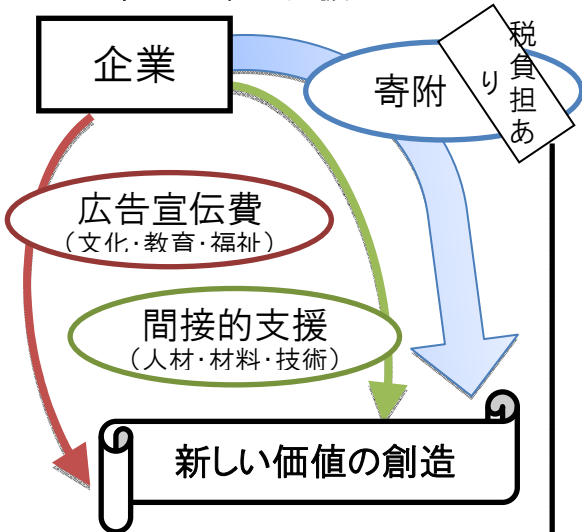 企業
寄附
税負担あ
り
広告宣伝費
（文化・教育・福祉）
間接的支援
（人材・材料・技術）
新しい価値の創造